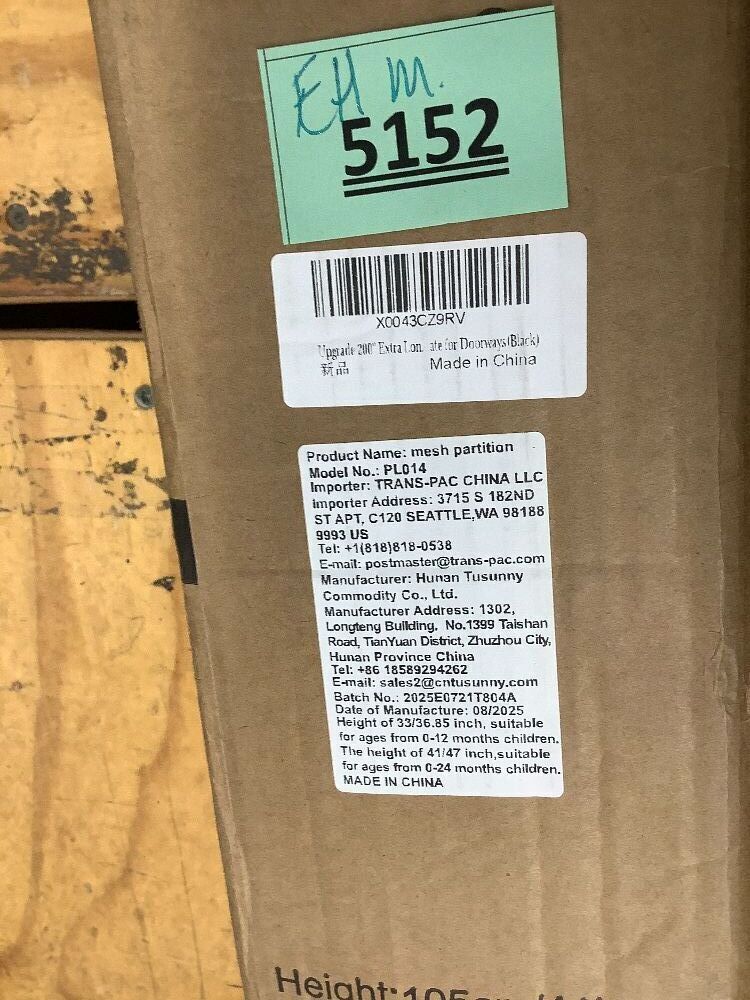 EH M.
5152
X0043CZ9RV
Upgrade 200" Extra Lon. ate for Doorways(Black)
新品
Made in China
Product Name: mesh partition
Model No.: PL014
Importer: TRANS-PAC CHINA LLC
Importer Address: 3715 S 182ND
ST APT, C120 SEATTLE,WA 98188
9993 US
Tel: +1(818)818-0538
E-mail: postmaster@trans-pac.com
Manufacturer: Hunan Tusunny
Commodity Co., Ltd.
Manufacturer Address: 1302,
Longteng Building, No.1399 Taishan
Road, TianYuan District, Zhuzhou City,
Hunan Province China
Tel: +86 18589294262
E-mail: sales2@cntusunny.com
Batch No.: 2025E0721T804A
Date of Manufacture: 08/2025
Height of 33/36.85 inch, suitable
for ages from 0-12 months children.
The height of 41/47 inch,suitable
for ages from 0-24 months children.
MADE IN CHINA
Height:105